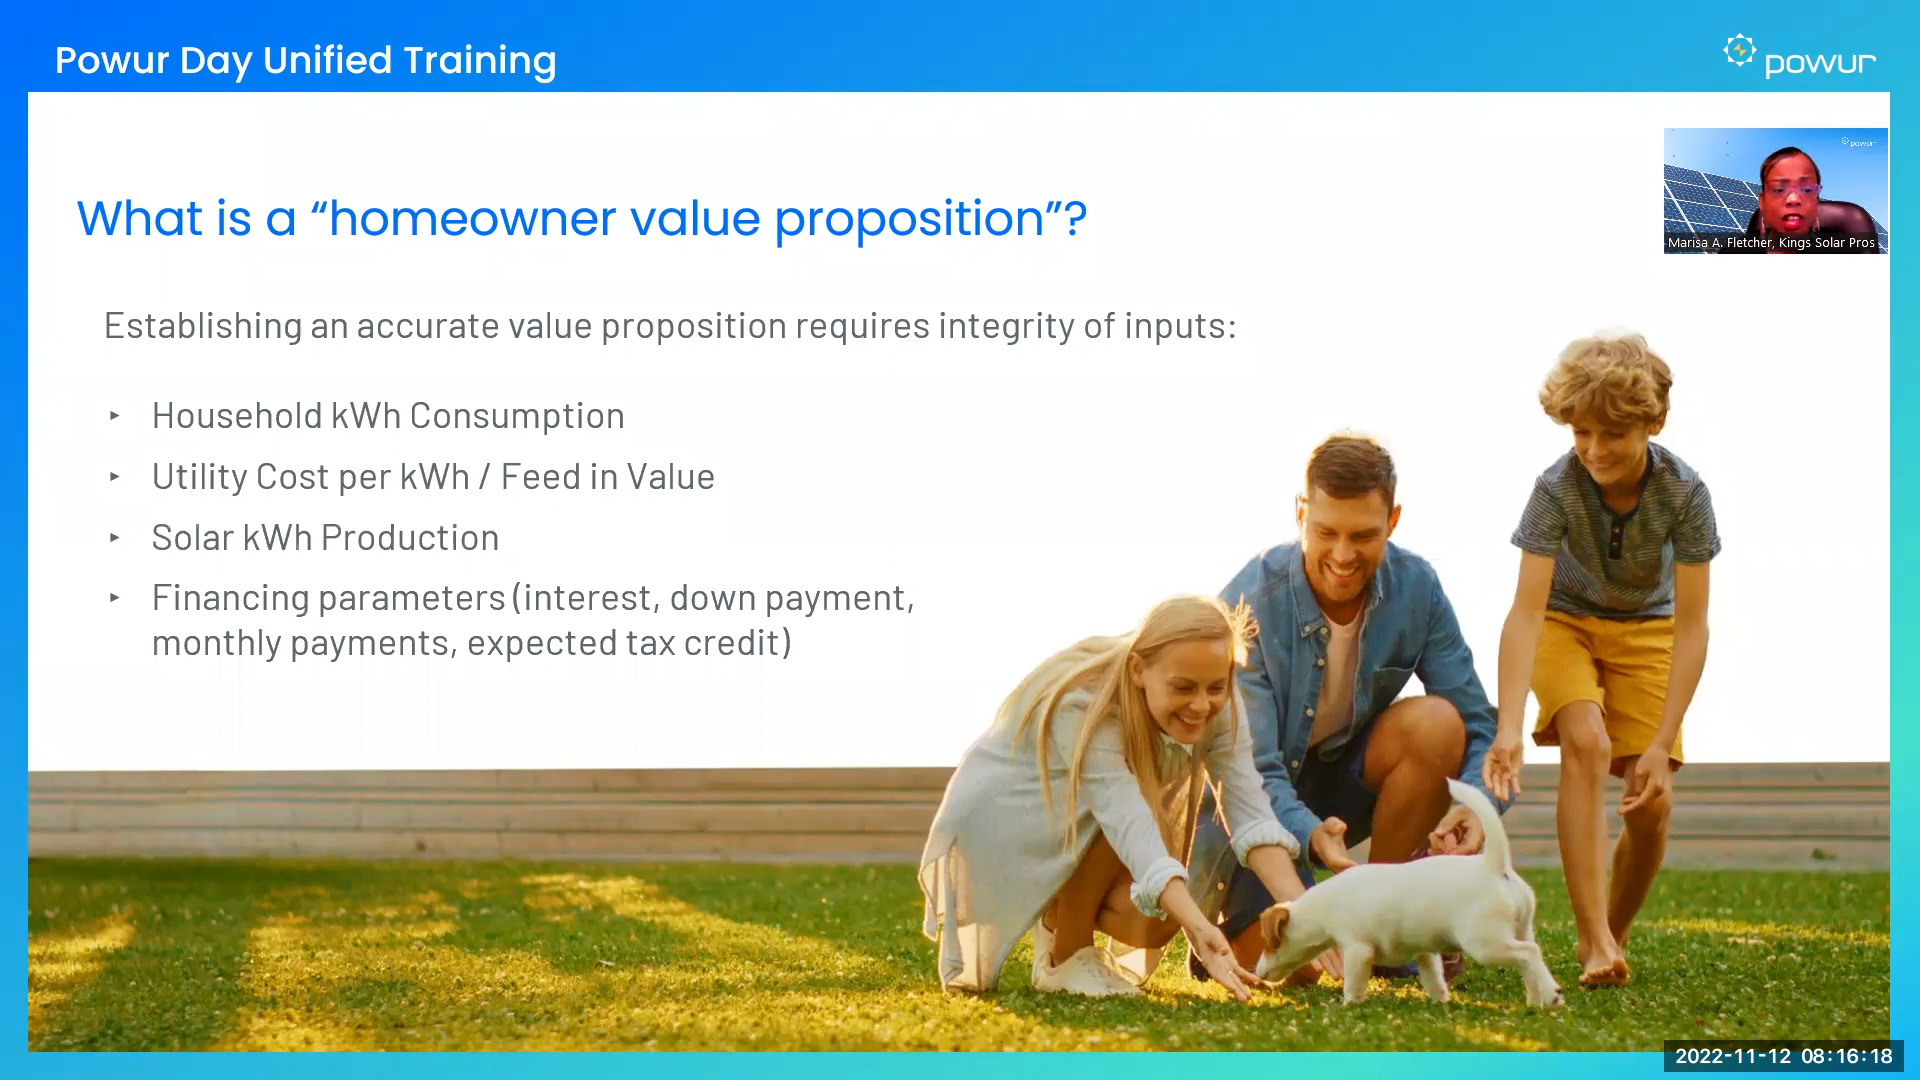 Powur Day Unified Training
powur
powur
Marisa A. Fletcher, Kings Solar Pros
What is a “homeowner value proposition”?
Establishing an accurate value proposition requires integrity of inputs:
‣ Household kWh Consumption
‣ Utility Cost per kWh / Feed in Value
‣ Solar kWh Production
‣ Financing parameters (interest, down payment,
monthly payments, expected tax credit)
2022-11-12 08:16:18